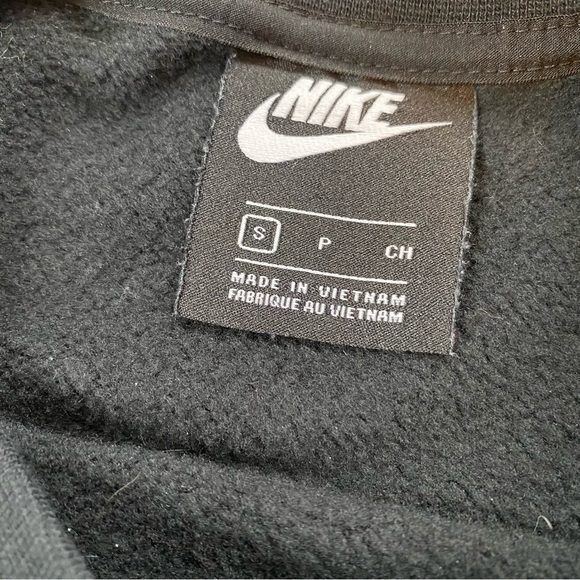 NIKE
S P CH
MADE IN VIETNAM
FABRIQUE AU VIETNAM